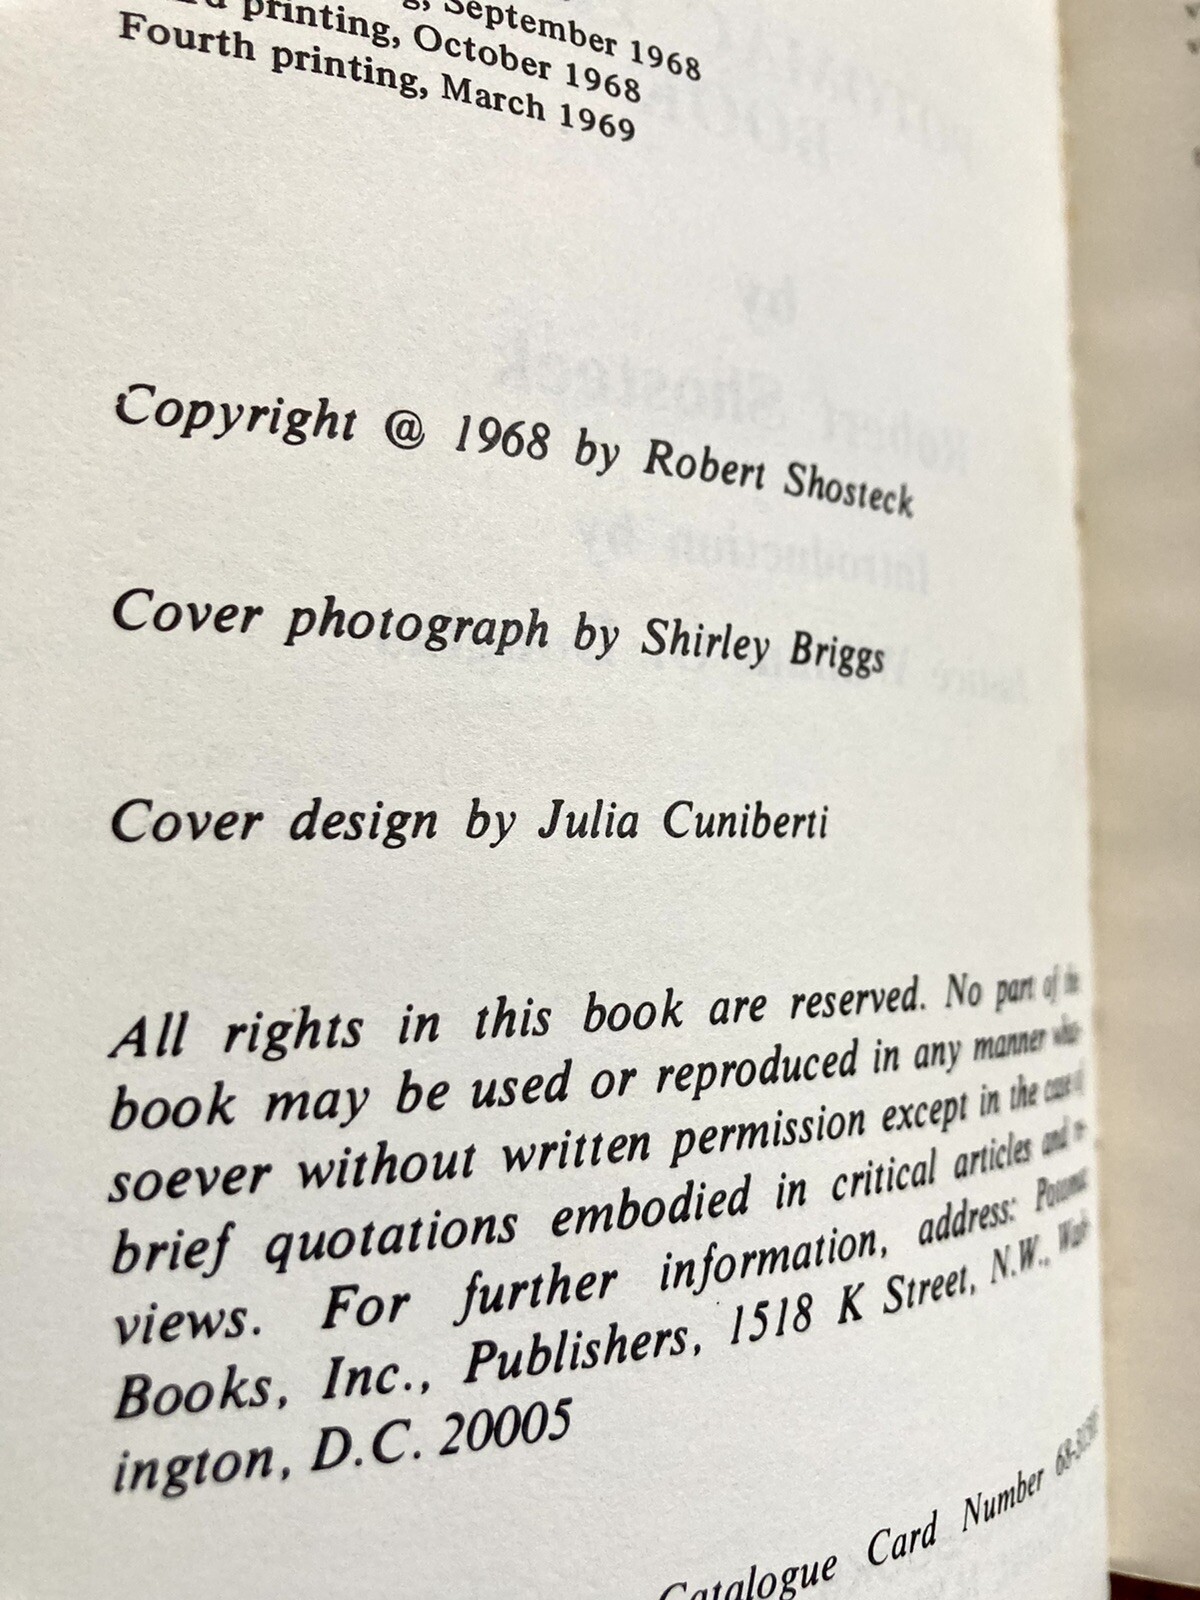 September 1968
printing, October 1968
Fourth printing, March 1969
Copyright @ 1968 by Robert Shosteck
Cover photograph by Shirley Briggs
Cover design by Julia Cuniberti
All rights in this book are reserved. No part of the
book may be used or reproduced in any manner what-
soever without written permission except in the case of
brief quotations embodied in critical articles and re-
views. For further information, address: Potomac
Books, Inc., Publishers, 1518 K Street, N.W., Wash-
ington, D.C. 20005
Catalogue Card Number